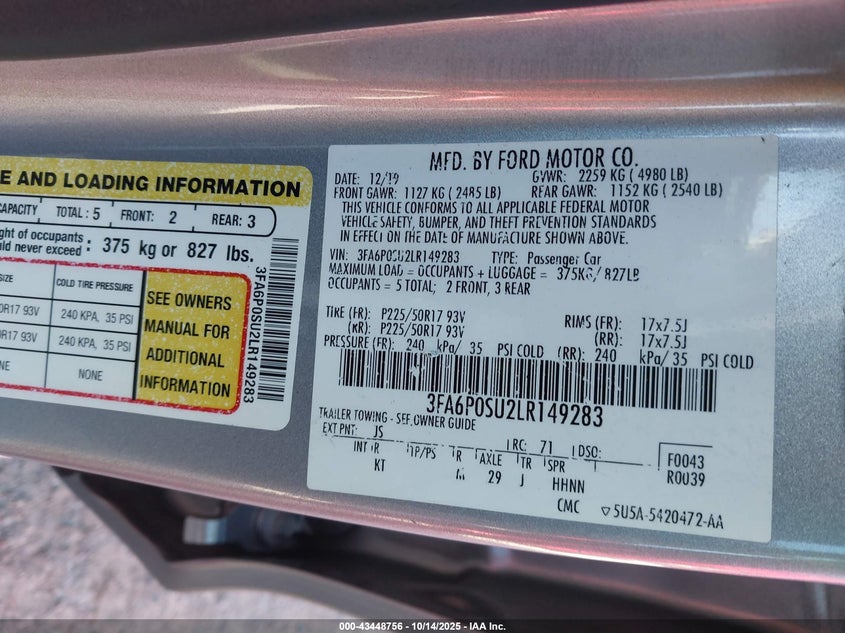 E AND LOADING INFORMATION
CAPACITY TOTAL: 5 FRONT: 2 REAR: 3
ght of occupants
ould never exceed : 375 kg or 827 lbs.
SIZE COLD TIRE PRESSURE
50R17 93V 240 KPA, 35 PSI
50R17 93V 240 KPA, 35 PSI
NE NONE
SEE OWNERS
MANUAL FOR
ADDITIONAL
INFORMATION
3FA6P0SU2LR149283
MFD. BY FORD MOTOR CO.
DATE: 12/19 GVWR: 2259 KG ( 4980 LB)
FRONT GAWR: 1127 KG ( 2485 LB) REAR GAWR: 1152 KG ( 2540 LB)
THIS VEHICLE CONFORMS TO ALL APPLICABLE FEDERAL MOTOR
VEHICLE SAFETY, BUMPER, AND THEFT PREVENTION STANDARDS
IN EFFECT ON THE DATE OF MANUFACTURE SHOWN ABOVE.
VIN: 3FA6P0SU2LR149283 TYPE: Passenger Car
MAXIMUM LOAD = OCCUPANTS + LUGGAGE = 375KG/827LB
OCCUPANTS = 5 TOTAL; 2 FRONT, 3 REAR
TIRE (FR): P225/50R17 93V RIMS (FR): 17x7.5J
(RR): P225/50R17 93V (RR): 17x7.5J
PRESSURE (FR): 240 kPa/ 35 PSI COLD (RR): 240 kPa/ 35 PSI COLD
3FA6P0SU2LR149283
TRAILER TOWING - SEE OWNER GUIDE
EXT PNT: JS RC: 71 DSO: F0043
INT TR TP/PS R AXLE TR SPR R0039
KT M 29 J HHNN
CMC ▽5U5A-5420472-AA
000-43448756 | 10/14/2025 | IAA Inc.